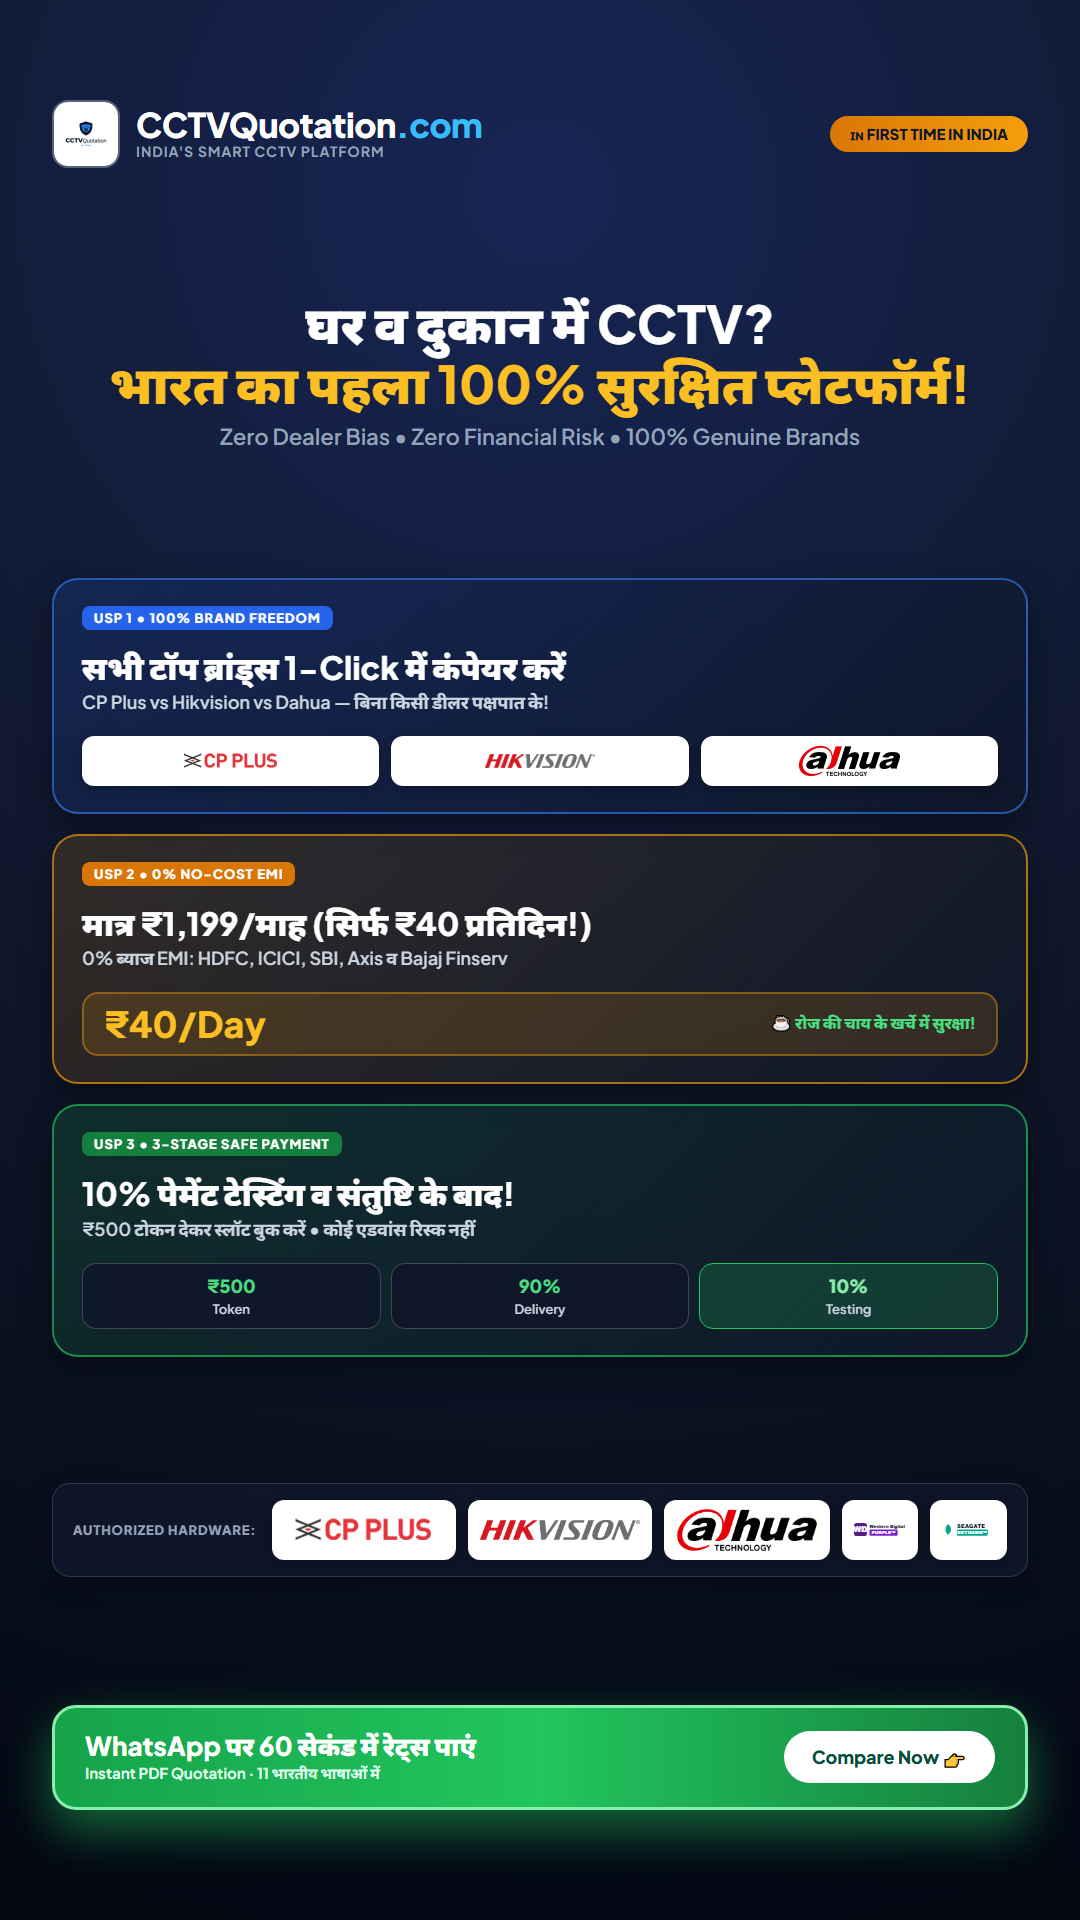 CCTVQuotation
CCTVQuotation.com
INDIA'S SMART CCTV PLATFORM
IN FIRST TIME IN INDIA
घर व दुकान में CCTV?
भारत का पहला 100% सुरक्षित प्लेटफॉर्म!
Zero Dealer Bias • Zero Financial Risk • 100% Genuine Brands
USP 1 • 100% BRAND FREEDOM
सभी टॉप ब्रांड्स 1-Click में कंपेयर करें
CP Plus vs Hikvision vs Dahua — बिना किसी डीलर पक्षपात के!
CP PLUS
HIKVISION
alhua
TECHNOLOGY
USP 2 • 0% NO-COST EMI
मात्र ₹1,199/माह (सिर्फ ₹40 प्रतिदिन!)
0% ब्याज EMI: HDFC, ICICI, SBI, Axis व Bajaj Finserv
₹40/Day
☕ रोज की चाय के खर्चे में सुरक्षा!
USP 3 • 3-STAGE SAFE PAYMENT
10% पेमेंट टेस्टिंग व संतुष्टि के बाद!
₹500 टोकन देकर स्लॉट बुक करें • कोई एडवांस रिस्क नहीं
₹500
Token
90%
Delivery
10%
Testing
AUTHORIZED HARDWARE:
CP PLUS
HIKVISION
alhua
TECHNOLOGY
WD Western Digital
PURPLE™
SEAGATE
SKYHAWK™
WhatsApp पर 60 सेकंड में रेट्स पाएं
Instant PDF Quotation · 11 भारतीय भाषाओं में
Compare Now 👉